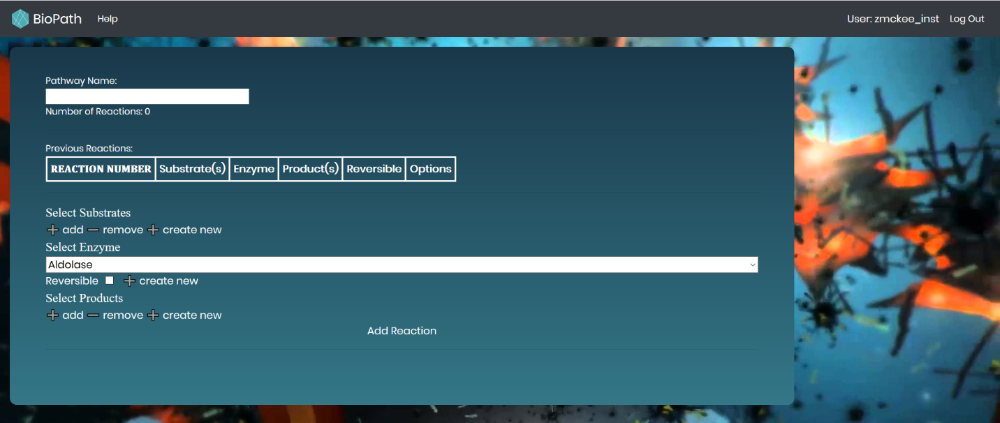 BioPath Help User: zmckee_inst Log Out
Pathway Name:
Number of Reactions: 0
Previous Reactions:
REACTION NUMBER Substrate(s) Enzyme Product(s) Reversible Options
Select Substrates
add remove create new
Select Enzyme
Aldolase
Reversible create new
Select Products
add remove create new
Add Reaction